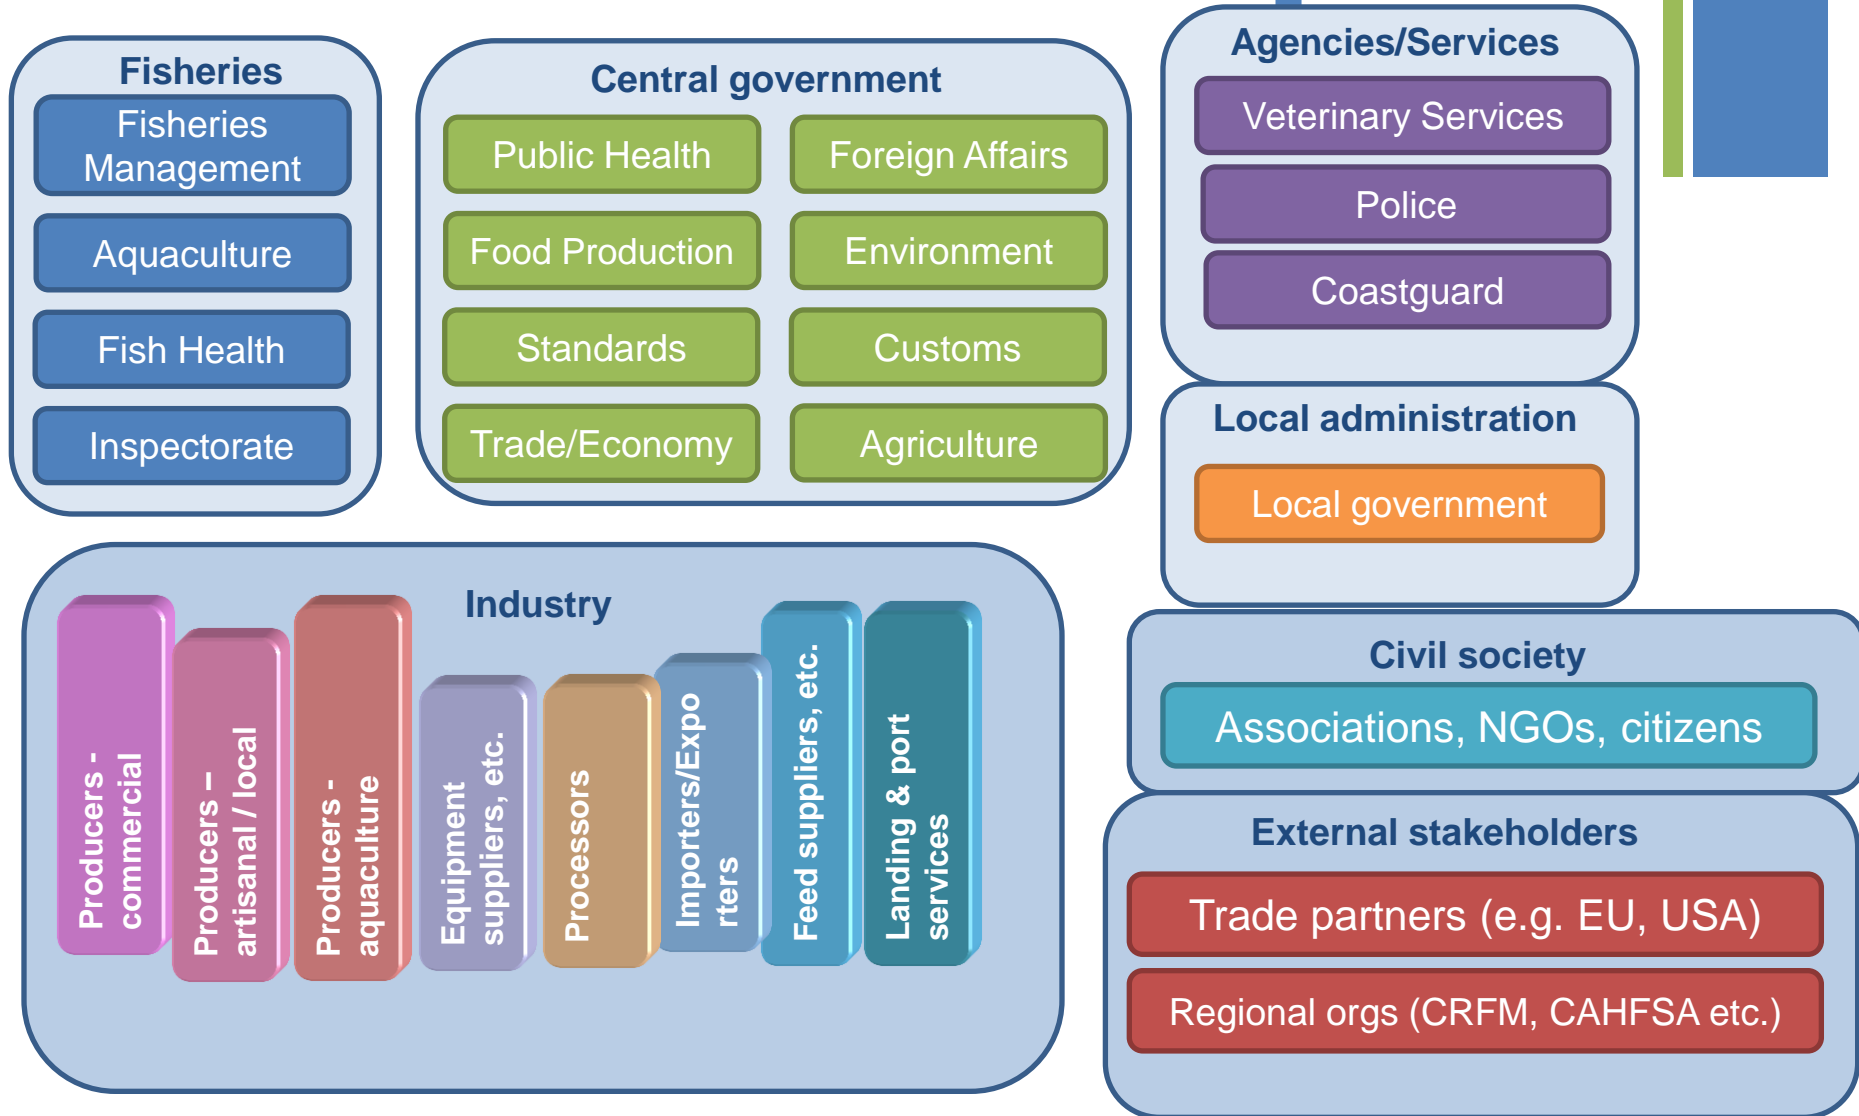 Fisheries
Fisheries
Management
Aquaculture
Fish Health
Inspectorate
Central government
Public Health
Foreign Affairs
Food Production
Environment
Standards
Customs
Trade/Economy
Agriculture
Agencies/Services
Veterinary Services
Police
Coastguard
Local administration
Local government
Industry
Producers -
commercial
Producers –
artisanal / local
Producers -
aquaculture
Equipment
suppliers, etc.
Processors
Importers/Expo
rters
Feed suppliers, etc.
Landing & port
services
Civil society
Associations, NGOs, citizens
External stakeholders
Trade partners (e.g. EU, USA)
Regional orgs (CRFM, CAHFSA etc.)